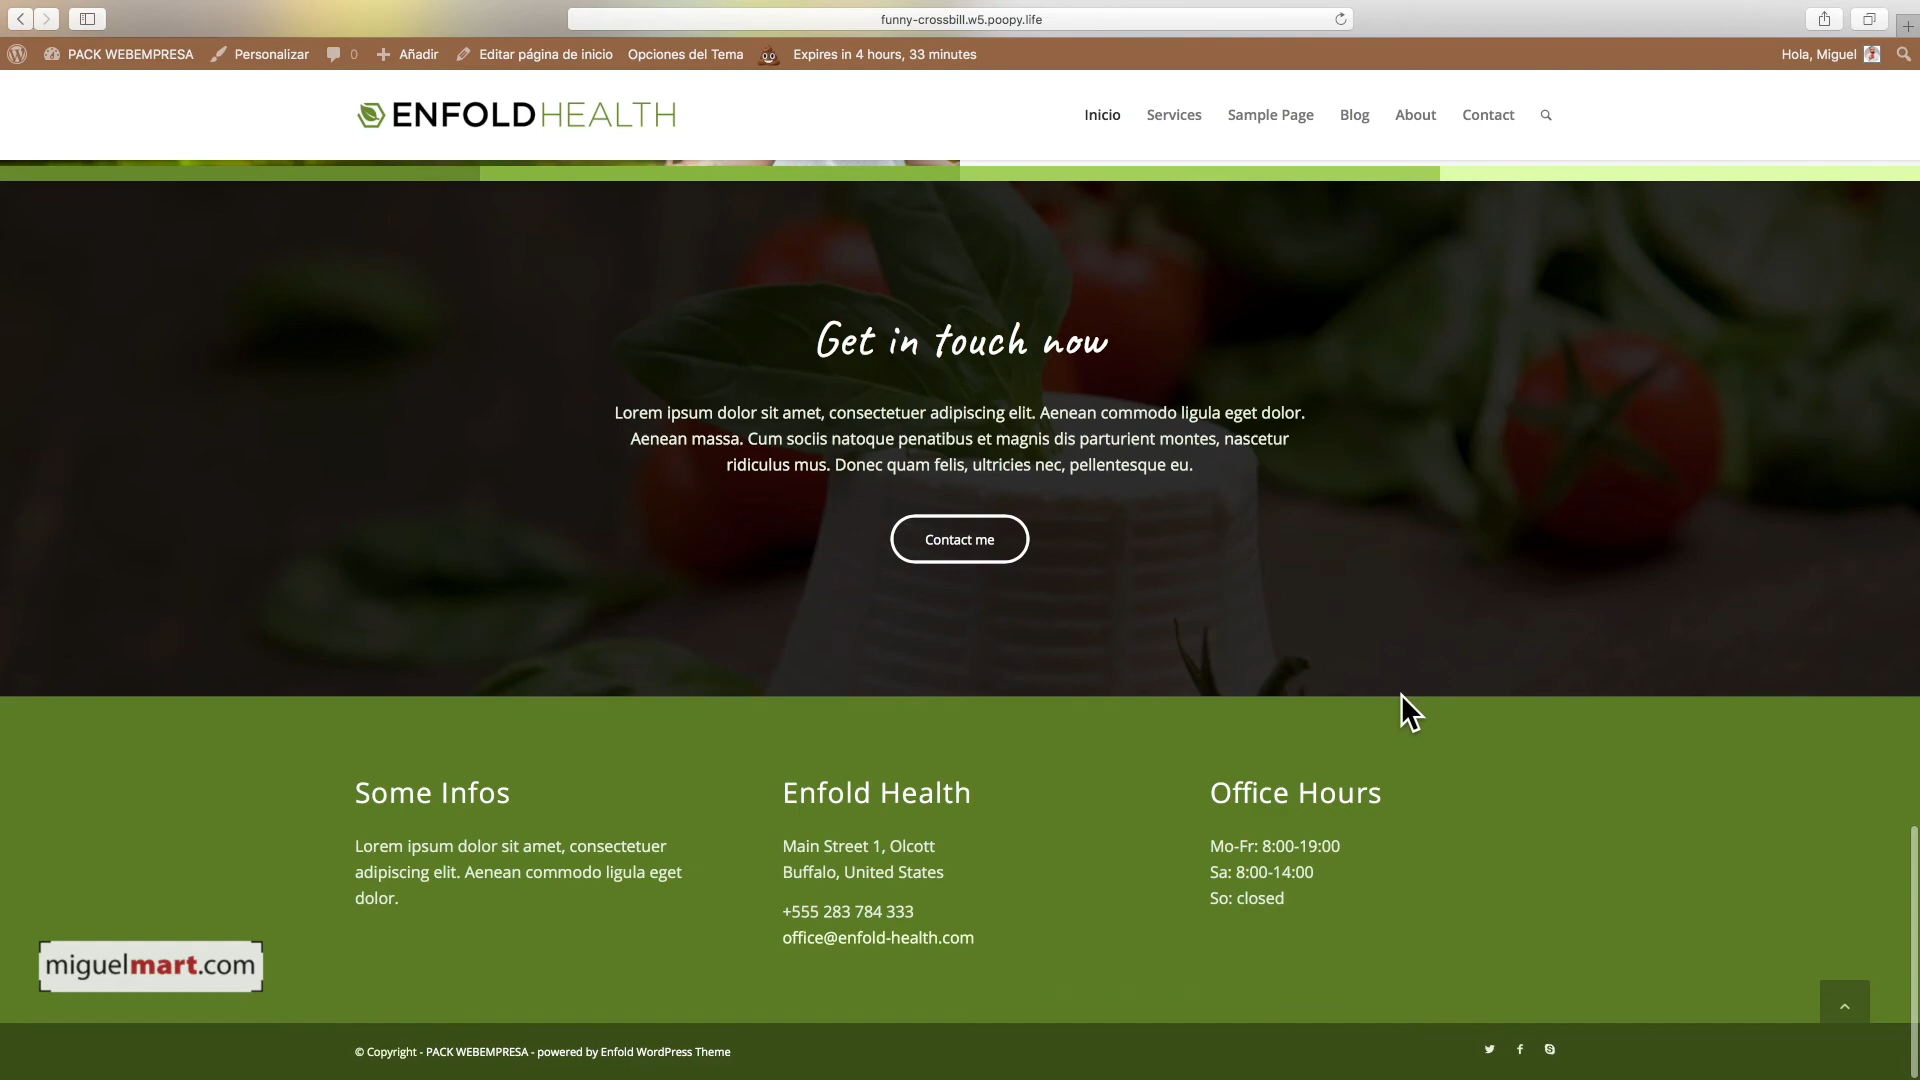 funny-crossbill.w5.poopy.life
PACK WEBEMPRESA Personalizar 0 Añadir Editar página de inicio Opciones del Tema Expires in 4 hours, 33 minutes Hola, Miguel
ENFOLDHEALTH
Inicio Services Sample Page Blog About Contact
Get in touch now
Lorem ipsum dolor sit amet, consectetuer adipiscing elit. Aenean commodo ligula eget dolor.
Aenean massa. Cum sociis natoque penatibus et magnis dis parturient montes, nascetur
ridiculus mus. Donec quam felis, ultricies nec, pellentesque eu.
Contact me
Some Infos
Lorem ipsum dolor sit amet, consectetuer
adipiscing elit. Aenean commodo ligula eget
dolor.
Enfold Health
Main Street 1, Olcott
Buffalo, United States
+555 283 784 333
office@enfold-health.com
Office Hours
Mo-Fr: 8:00-19:00
Sa: 8:00-14:00
So: closed
miguelmart.com
© Copyright - PACK WEBEMPRESA - powered by Enfold WordPress Theme